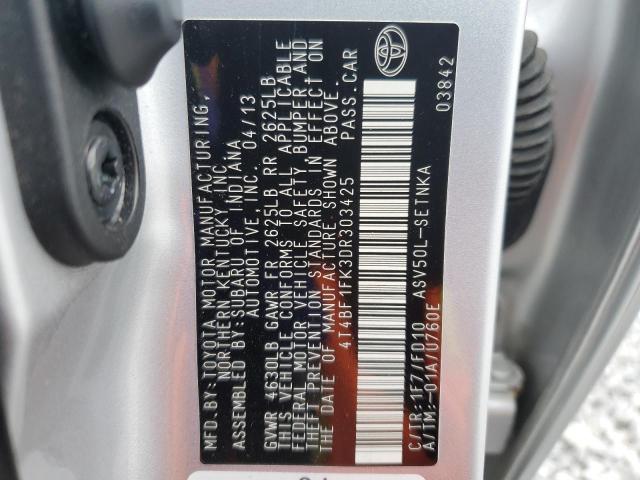 MFD.BY:TOYOTA MOTOR MANUFACTURING,
NORTHERN KENTUCKY, INC.
ASSEMBLED BY:SUBARU OF INDIANA
AUTOMOTIVE, INC. 04/13
GVWR 4630LB GAWR-FR 2625LB RR 2625LB
THIS VEHICLE CONFORMS TO ALL APPLICABLE
FEDERAL MOTOR VEHICLE SAFETY, BUMPER, AND
THEFT PREVENTION STANDARDS IN EFFECT ON
THE DATE OF MANUFACTURE SHOWN ABOVE.
4T4BF1FK3DR303425 PASS.CAR
C/TR:1F7/FD10 ASV50L-SETNKA
A/TM:-01A/U760E 03842